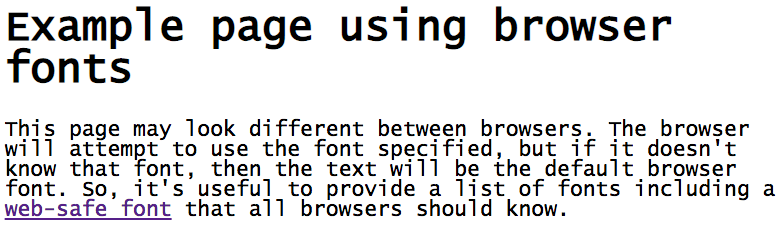 Example page using browser
fonts
This page may look different between browsers. The browser
will attempt to use the font specified, but if it doesn't
know that font, then the text will be the default browser
font. So, it's useful to provide a list of fonts including a
web-safe font that all browsers should know.